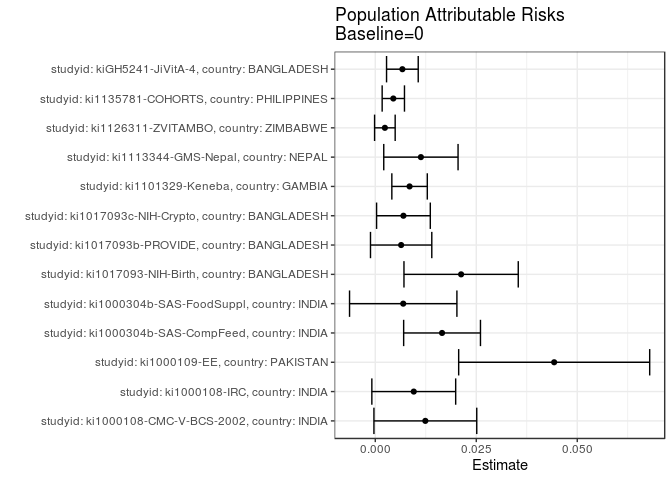 Population Attributable Risks
Baseline=0
studyid: kiGH5241-JiVitA-4, country: BANGLADESH
studyid: ki1135781-COHORTS, country: PHILIPPINES
studyid: ki1126311-ZVITAMBO, country: ZIMBABWE
studyid: ki1113344-GMS-Nepal, country: NEPAL
studyid: ki1101329-Keneba, country: GAMBIA
studyid: ki1017093c-NIH-Crypto, country: BANGLADESH
studyid: ki1017093b-PROVIDE, country: BANGLADESH
studyid: ki1017093-NIH-Birth, country: BANGLADESH
studyid: ki1000304b-SAS-FoodSuppl, country: INDIA
studyid: ki1000304b-SAS-CompFeed, country: INDIA
studyid: ki1000109-EE, country: PAKISTAN
studyid: ki1000108-IRC, country: INDIA
studyid: ki1000108-CMC-V-BCS-2002, country: INDIA
0.000 0.025 0.050
Estimate